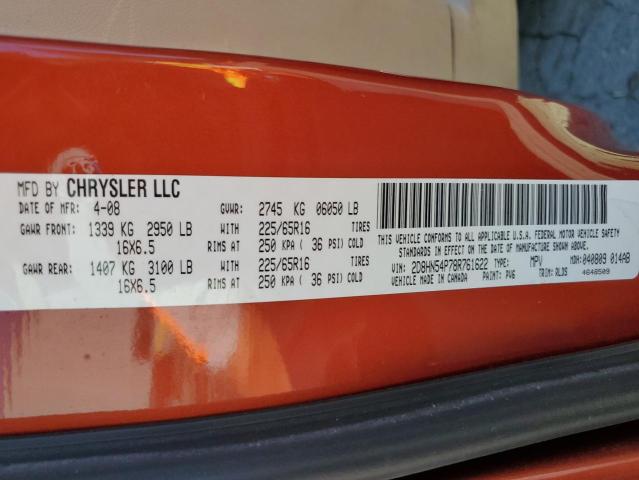 MFD BY CHRYSLER LLC
DATE OF MFR: 4-08 GVWR: 2745 KG 06050 LB
GAWR FRONT: 1339 KG 2950 LB WITH 225/65R16 TIRES
16X6.5 RIMS AT 250 KPA ( 36 PSI) COLD
GAWR REAR: 1407 KG 3100 LB WITH 225/65R16 TIRES
16X6.5 RIMS AT 250 KPA ( 36 PSI) COLD
THIS VEHICLE CONFORMS TO ALL APPLICABLE U.S.A. FEDERAL MOTOR VEHICLE SAFETY
STANDARDS IN EFFECT ON THE DATE OF MANUFACTURE SHOWN ABOVE.
VIN: 2D8HN54P78R761622 TYPE: MPV MDH: 040809 014AB
VEHICLE MADE IN CANADA PAINT: PV6 TRIM: RLDS 4648509